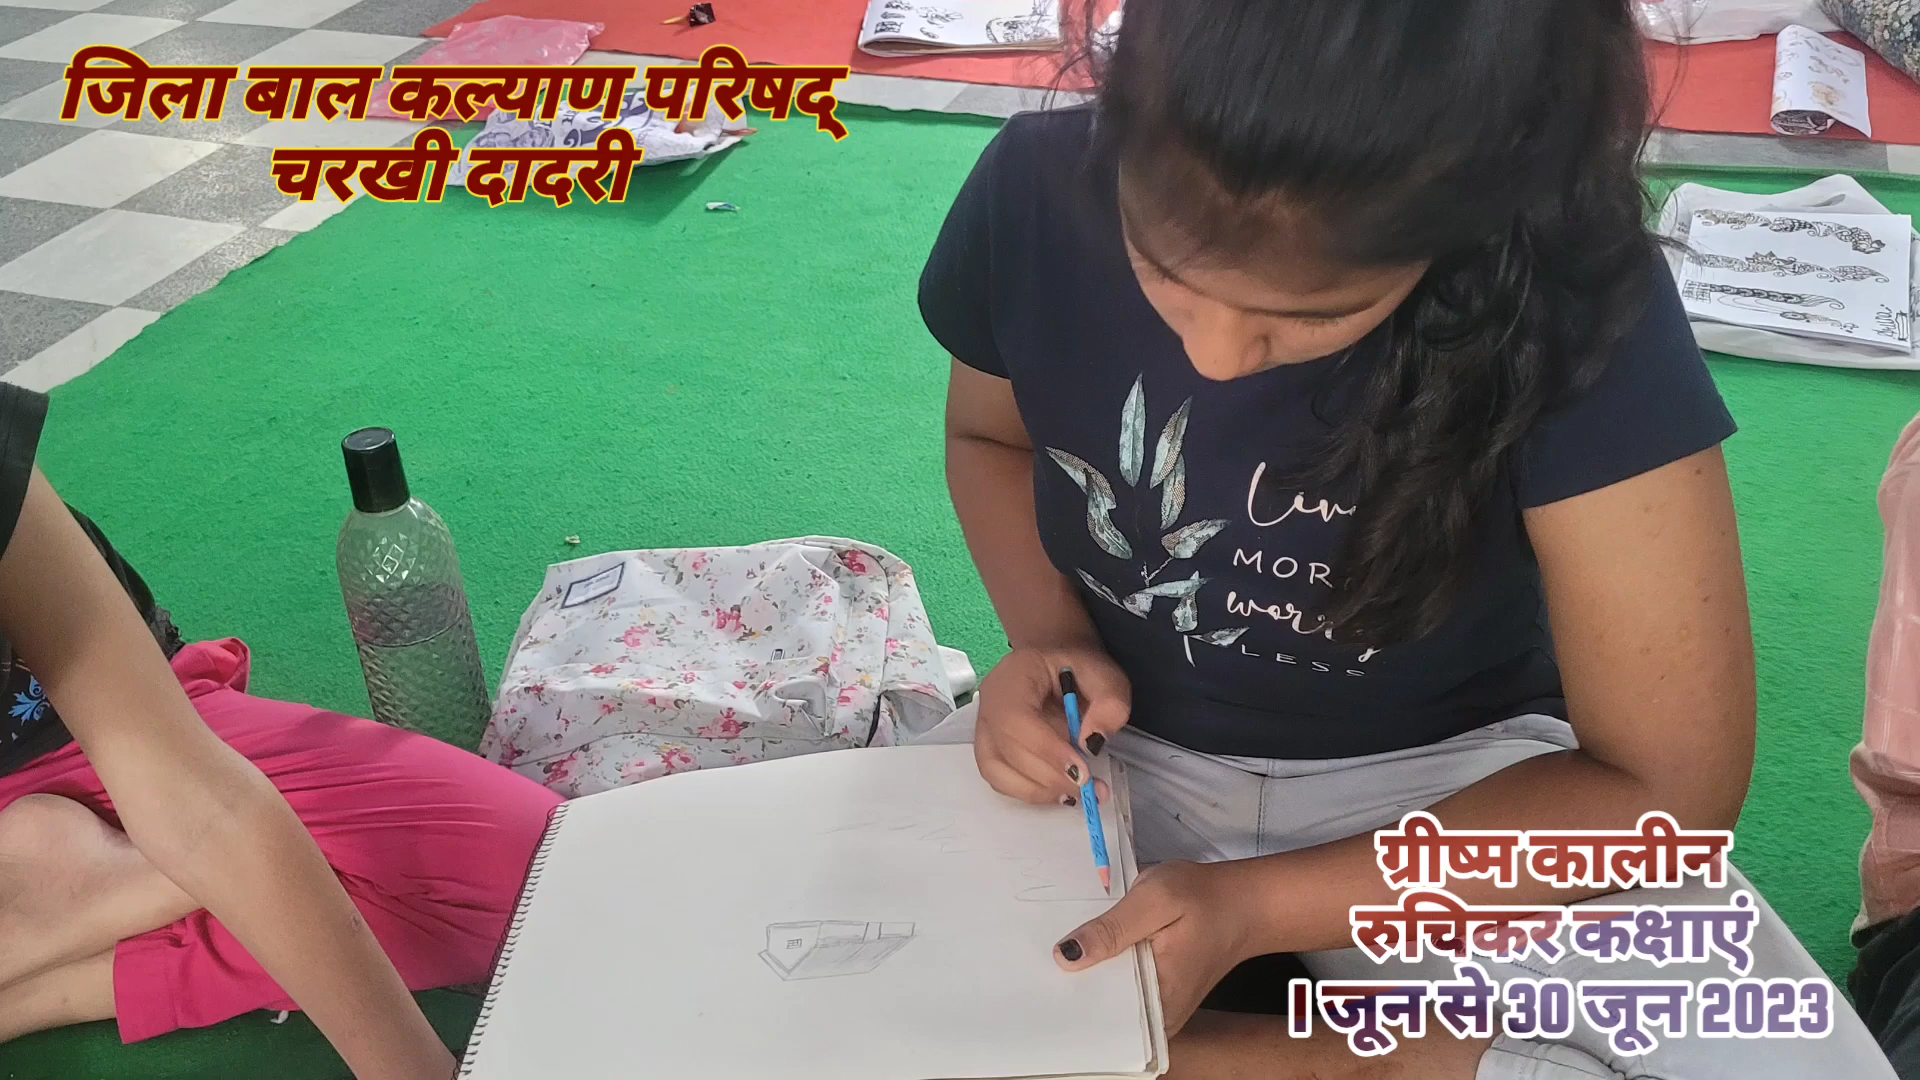 जिला बाल कल्याण परिषद्
चरखी दादरी
MOR
LESS
ग्रीष्म कालीन
रुचिकर कक्षाएं
1 जून से 30 जून 2023